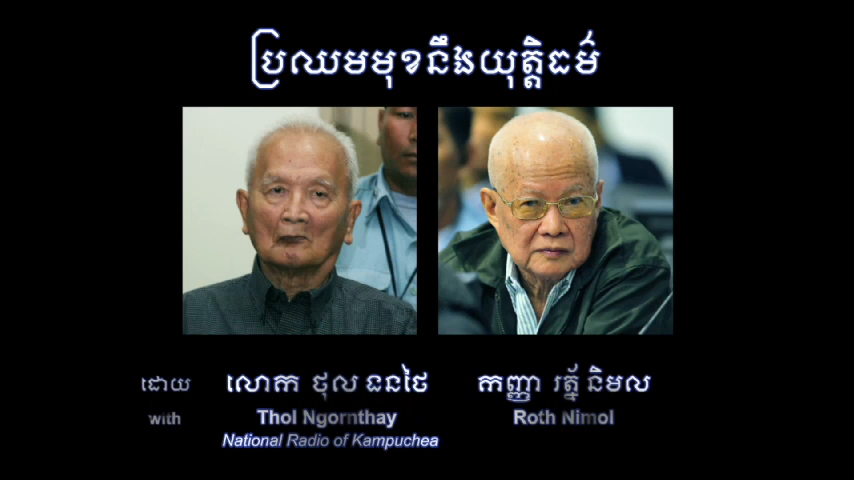 ប្រឈមមុខនឹងយុត្តិធម៌
ដោយ លោក ថុល ងនថៃ កញ្ញា រត្ន័ និមល
with Thol Ngornthay Roth Nimol
National Radio of Kampuchea